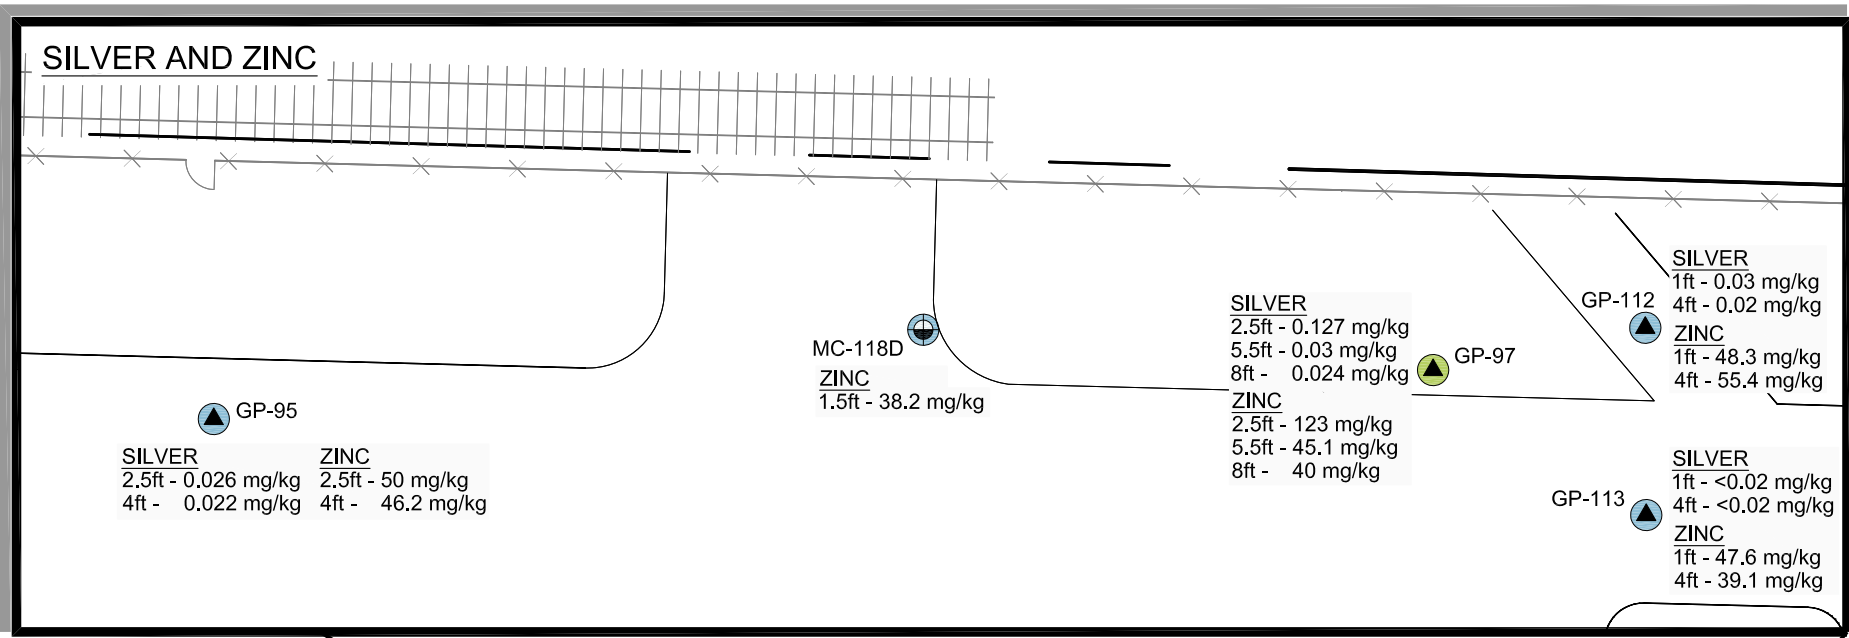 SILVER AND ZINC
GP-95
SILVER
2.5ft - 0.026 mg/kg
4ft - 0.022 mg/kg
ZINC
2.5ft - 50 mg/kg
4ft - 46.2 mg/kg
MC-118D
ZINC
1.5ft - 38.2 mg/kg
SILVER
2.5ft - 0.127 mg/kg
5.5ft - 0.03 mg/kg
8ft - 0.024 mg/kg
ZINC
2.5ft - 123 mg/kg
5.5ft - 45.1 mg/kg
8ft - 40 mg/kg
GP-97
GP-112
SILVER
1ft - 0.03 mg/kg
4ft - 0.02 mg/kg
ZINC
1ft - 48.3 mg/kg
4ft - 55.4 mg/kg
GP-113
SILVER
1ft - <0.02 mg/kg
4ft - <0.02 mg/kg
ZINC
1ft - 47.6 mg/kg
4ft - 39.1 mg/kg